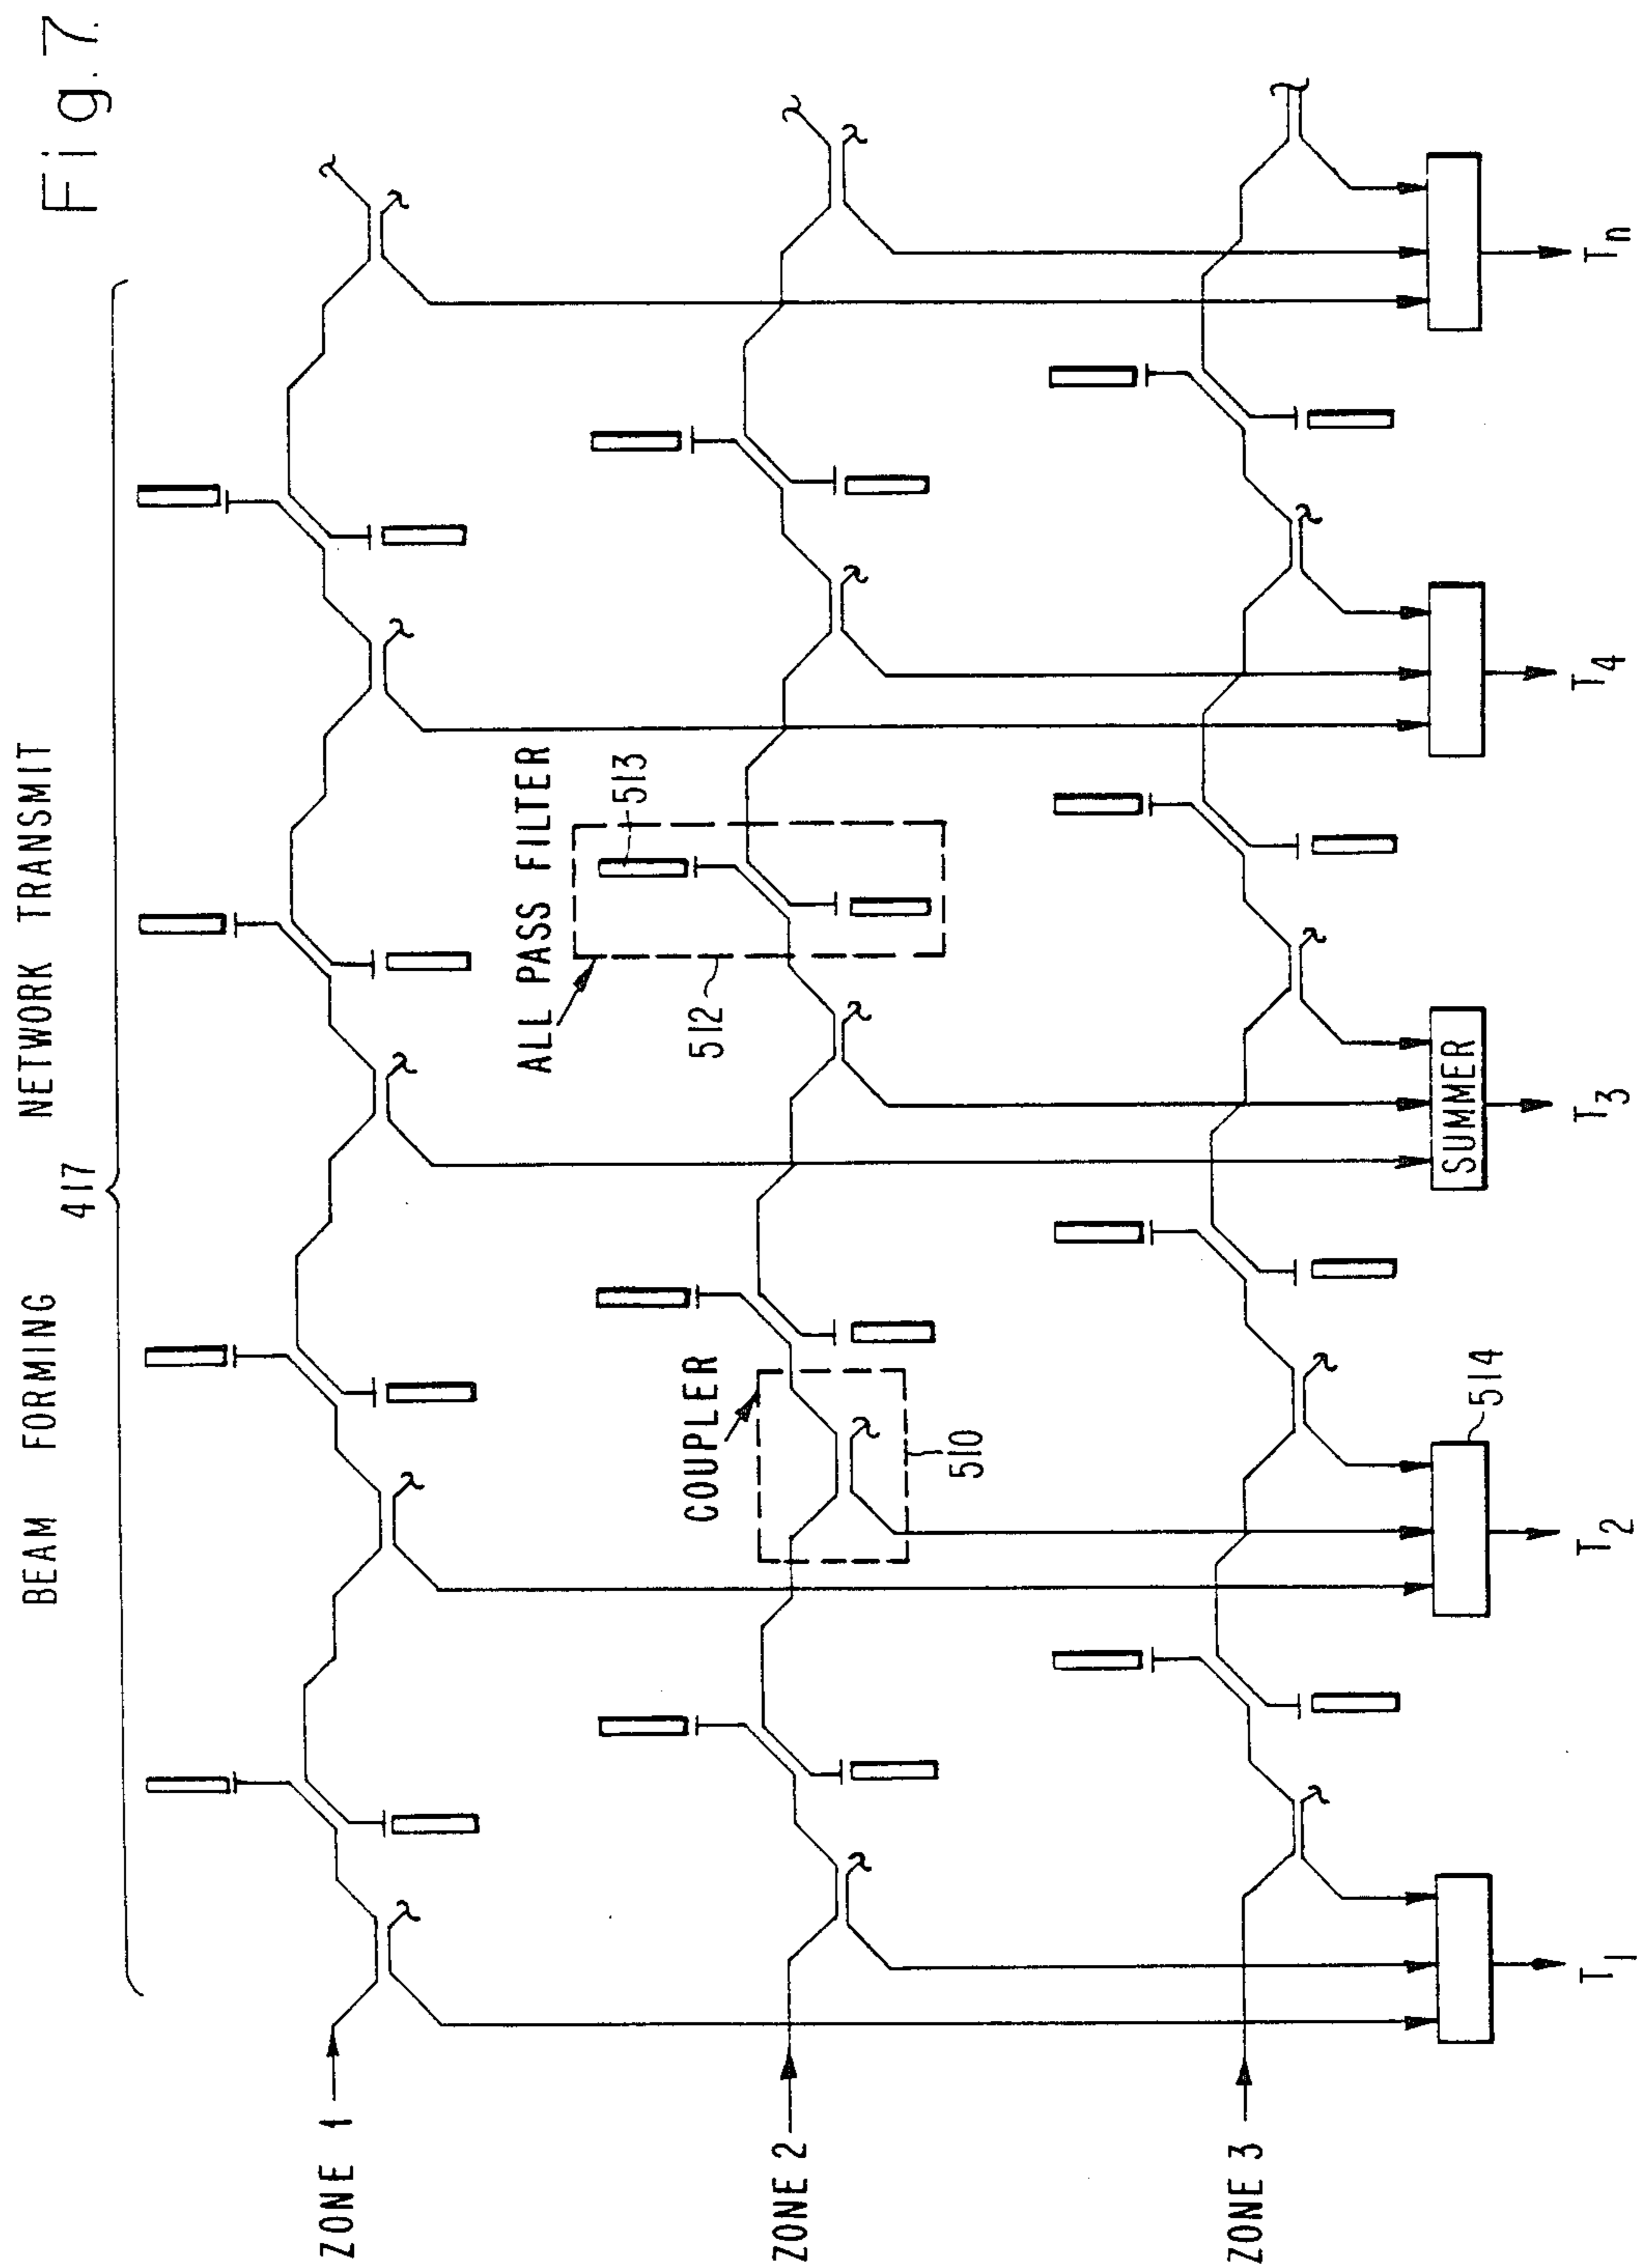 Fig. 7.
BEAM FORMING NETWORK TRANSMIT
417
ZONE 1
ALL PASS FILTER
513
512
ZONE 2
COUPLER
510
ZONE 3
514
SUMMER
T1
T2
T3
T4
Tn